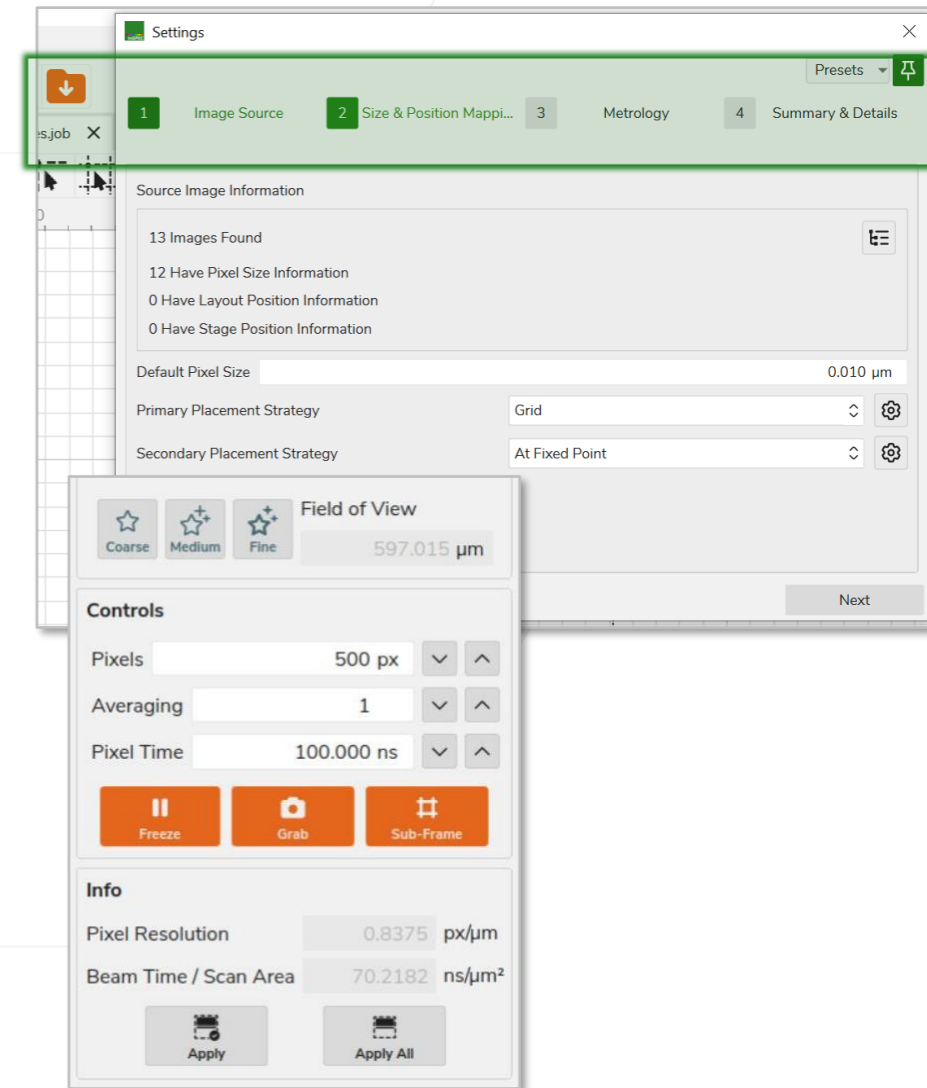 Settings
Presets
1 Image Source 2 Size & Position Mappi... 3 Metrology 4 Summary & Details
es.job
Source Image Information
13 Images Found
12 Have Pixel Size Information
0 Have Layout Position Information
0 Have Stage Position Information
Default Pixel Size 0.010 µm
Primary Placement Strategy Grid
Secondary Placement Strategy At Fixed Point
Next
Field of View
Coarse Medium Fine 597.015 µm
Controls
Pixels 500 px
Averaging 1
Pixel Time 100.000 ns
Freeze Grab Sub-Frame
Info
Pixel Resolution 0.8375 px/µm
Beam Time / Scan Area 70.2182 ns/µm²
Apply Apply All